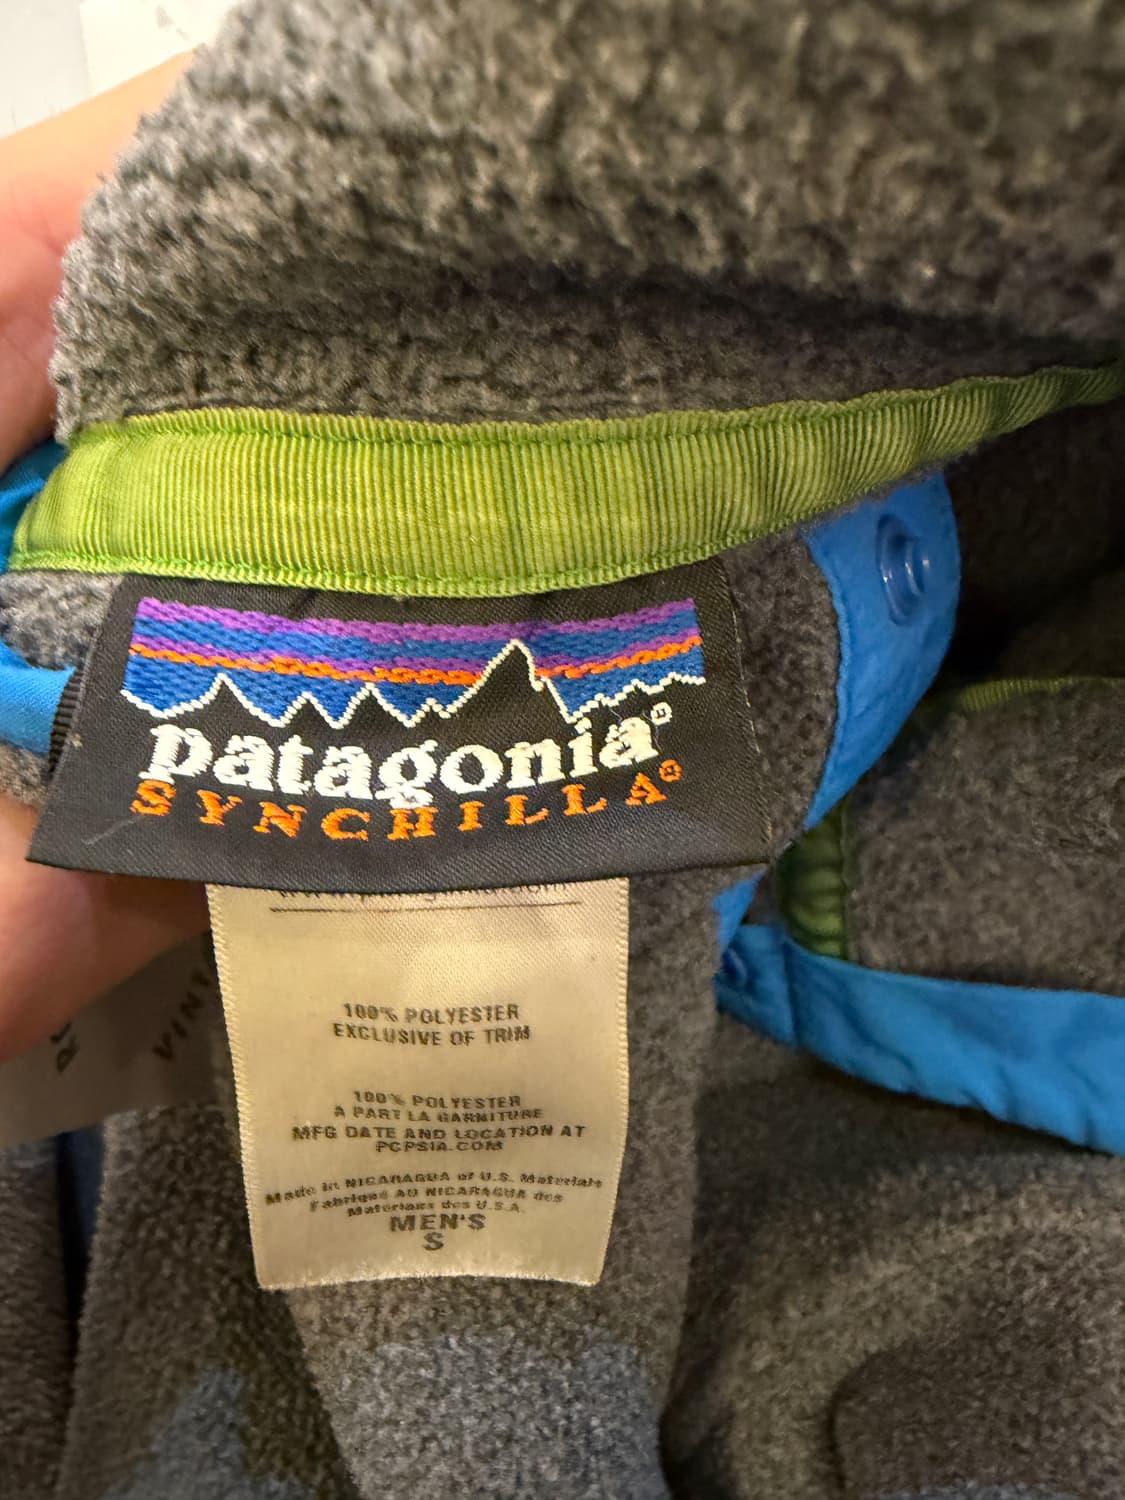 patagonia®
SYNCHILLA®
100% POLYESTER
EXCLUSIVE OF TRIM
100% POLYESTER
A PART LA GARNITURE
MFG DATE AND LOCATION AT
PCPSIA.COM
Made in NICARAGUA of U.S. Materials
Fabriqué AU NICARAGUA des
Materiaux des U.S.A.
MEN'S
S